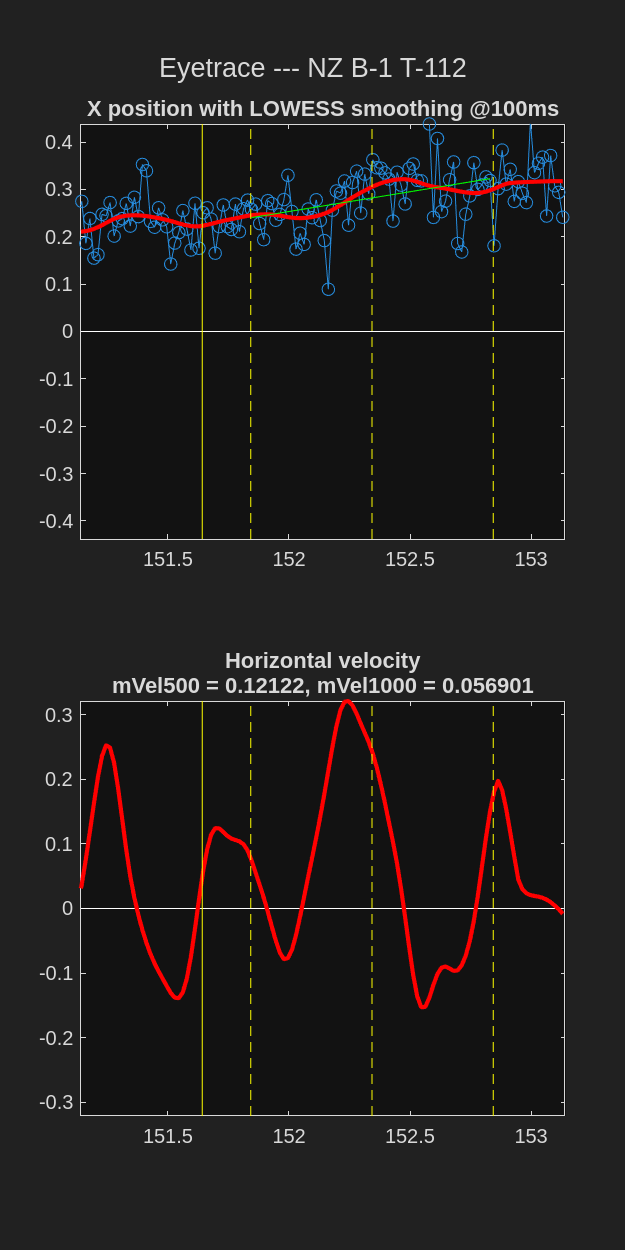 Eyetrace --- NZ B-1 T-112
X position with LOWESS smoothing @100ms
0.4
0.3
0.2
0.1
0
-0.1
-0.2
-0.3
-0.4
151.5 152 152.5 153
Horizontal velocity
mVel500 = 0.12122, mVel1000 = 0.056901
0.3
0.2
0.1
0
-0.1
-0.2
-0.3
151.5 152 152.5 153